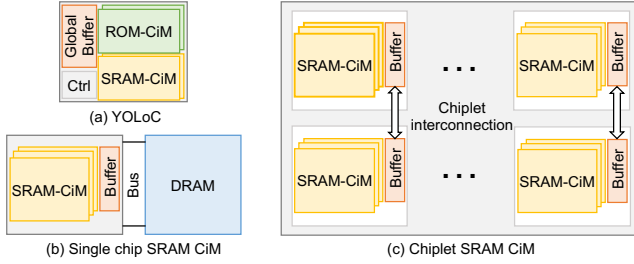 Global
Buffer
ROM-CiM
Ctrl
SRAM-CiM
(a) YOLoC
SRAM-CiM
Buffer
Bus
DRAM
(b) Single chip SRAM CiM
SRAM-CiM
Buffer
...
SRAM-CiM
Buffer
Chiplet
interconnection
SRAM-CiM
Buffer
...
SRAM-CiM
Buffer
(c) Chiplet SRAM CiM